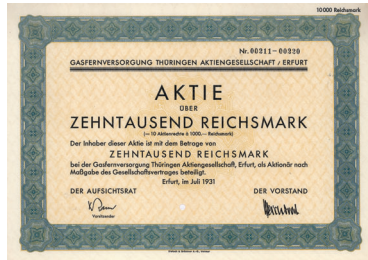 10000 Reichsmark
Nr. 00211-00220
GASFERNVERSORGUNG THÜRINGEN AKTIENGESELLSCHAFT / ERFURT
AKTIE
ÜBER
ZEHNTAUSEND REICHSMARK
(= 10 Aktienrechte à 1000,— Reichsmark)
Der Inhaber dieser Aktie ist mit dem Betrage von
ZEHNTAUSEND REICHSMARK
bei der Gasfernversorgung Thüringen Aktiengesellschaft, Erfurt, als Aktionär nach
Maßgabe des Gesellschaftsvertrages beteiligt.
Erfurt, im Juli 1931
DER AUFSICHTSRAT
DER VORSTAND
Vorsitzender